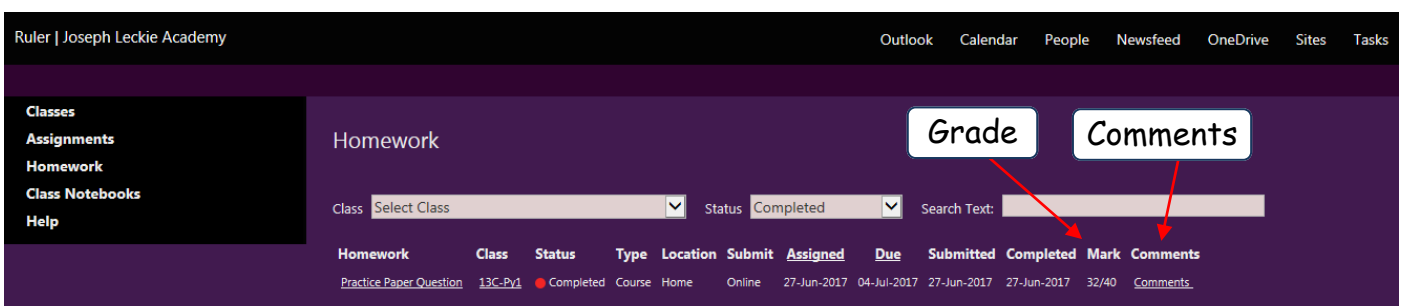 Ruler | Joseph Leckie Academy
Outlook Calendar People Newsfeed OneDrive Sites Tasks
Classes
Assignments
Homework
Class Notebooks
Help
Homework
Grade
Comments
Class Select Class Status Completed Search Text:
Homework Class Status Type Location Submit Assigned Due Submitted Completed Mark Comments
Practice Paper Question 13C-Py1 Completed Course Home Online 27-Jun-2017 04-Jul-2017 27-Jun-2017 27-Jun-2017 32/40 Comments